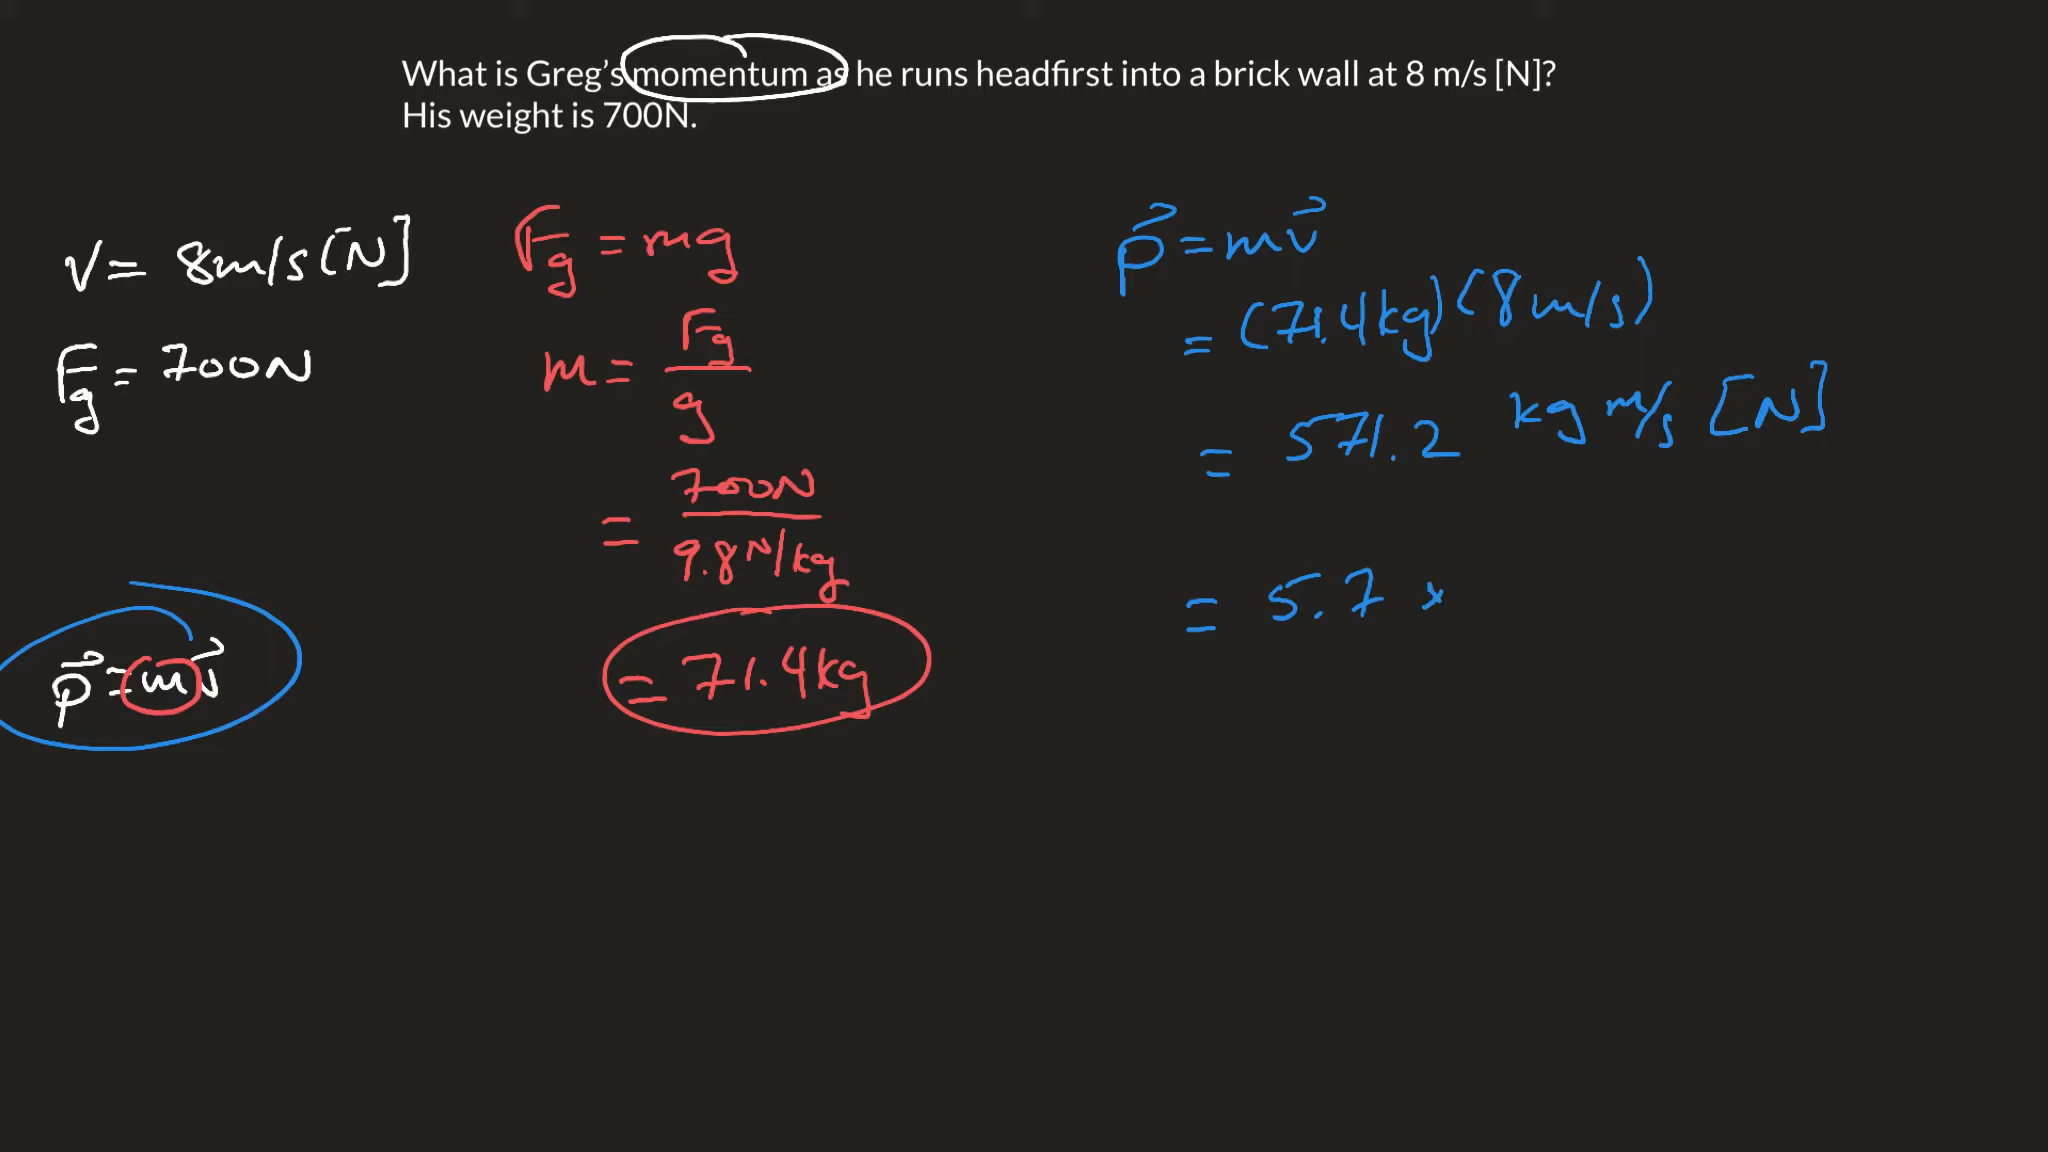 What is Greg's momentum as he runs headfirst into a brick wall at 8 m/s [N]?
His weight is 700N.
V = 8m/s [N]
Fg = 700N
p⃗ = mv⃗
Fg = mg
m = Fg / g
= 700N / 9.8 N/kg
= 71.4kg
p⃗ = mv⃗
= (71.4kg)(8m/s)
= 571.2 kg m/s [N]
= 5.7 x